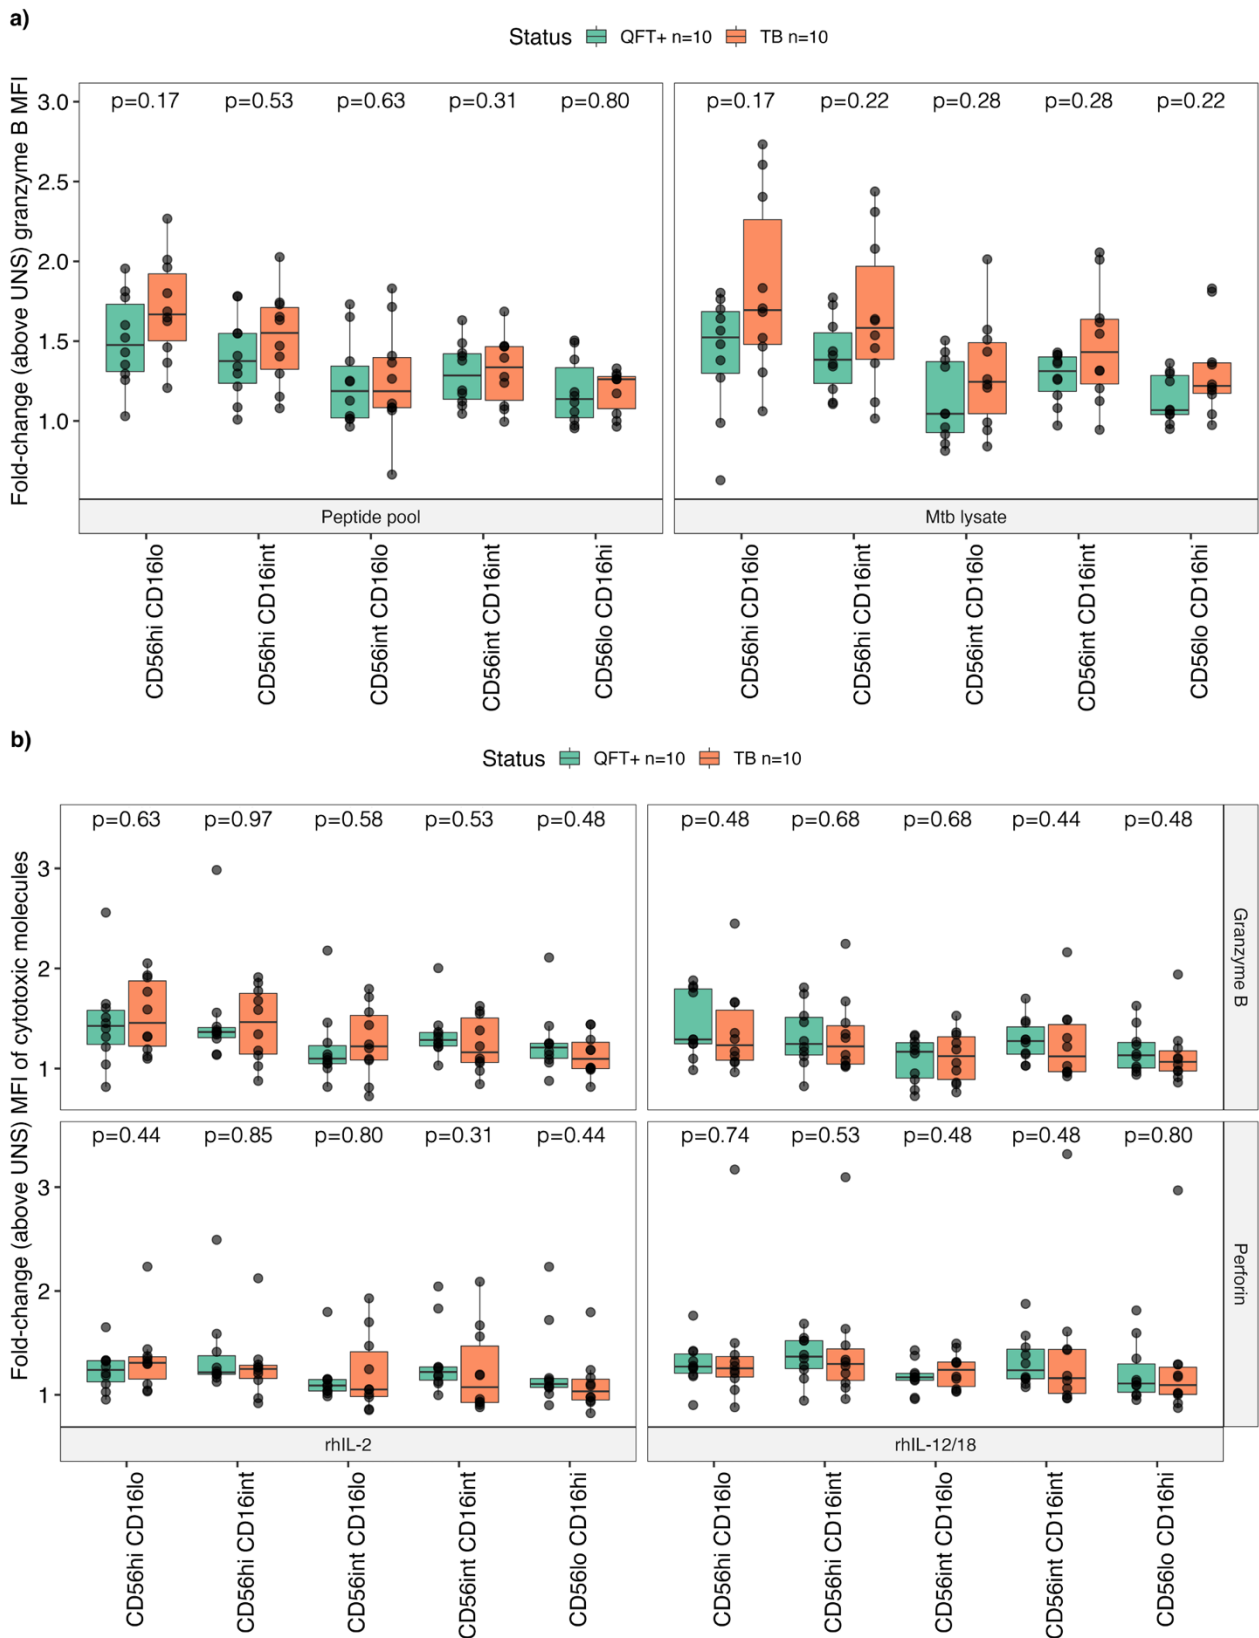 a)
Status QFT+ n=10 TB n=10
Fold-change (above UNS) granzyme B MFI
3.0
2.5
2.0
1.5
1.0
p=0.17 p=0.53 p=0.63 p=0.31 p=0.80
p=0.17 p=0.22 p=0.28 p=0.28 p=0.22
Peptide pool
Mtb lysate
CD56hi CD16lo
CD56hi CD16int
CD56int CD16lo
CD56int CD16int
CD56lo CD16hi
CD56hi CD16lo
CD56hi CD16int
CD56int CD16lo
CD56int CD16int
CD56lo CD16hi
b)
Status QFT+ n=10 TB n=10
Fold-change (above UNS) MFI of cytotoxic molecules
p=0.63 p=0.97 p=0.58 p=0.53 p=0.48
p=0.48 p=0.68 p=0.68 p=0.44 p=0.48
3
2
1
Granzyme B
p=0.44 p=0.85 p=0.80 p=0.31 p=0.44
p=0.74 p=0.53 p=0.48 p=0.48 p=0.80
3
2
1
Perforin
rhIL-2
rhIL-12/18
CD56hi CD16lo
CD56hi CD16int
CD56int CD16lo
CD56int CD16int
CD56lo CD16hi
CD56hi CD16lo
CD56hi CD16int
CD56int CD16lo
CD56int CD16int
CD56lo CD16hi